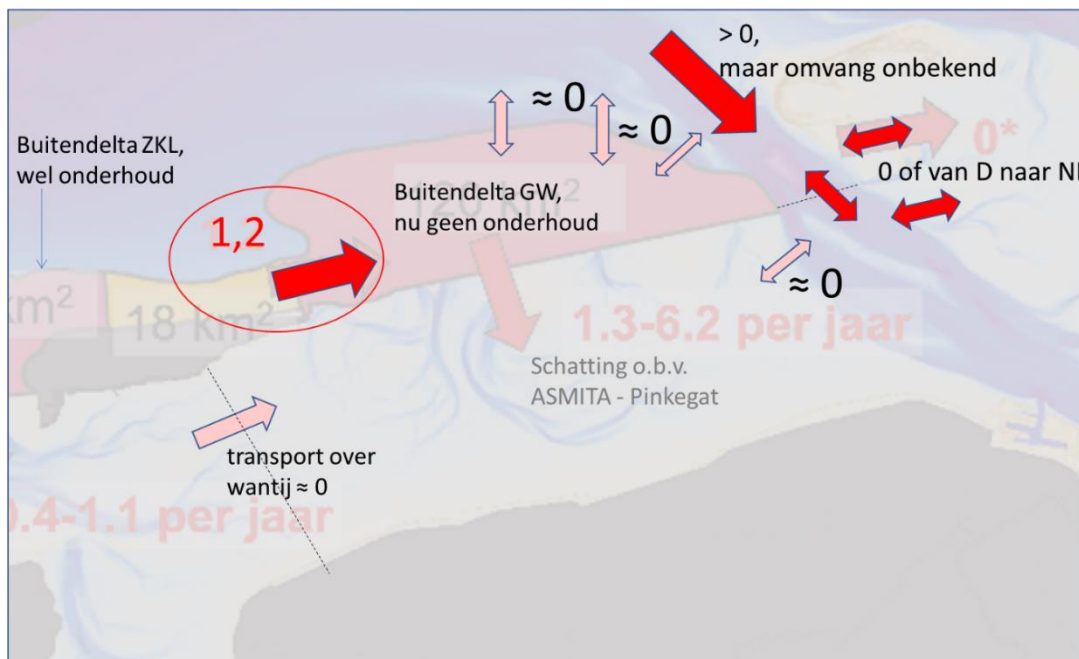 > 0,
maar omvang onbekend
≈ 0
≈ 0
0*
Buitendelta ZKL,
wel onderhoud
0 of van D naar Nl
Buitendelta GW,
nu geen onderhoud
120 km²
1,2
≈ 0
km²
18 km²
1.3-6.2 per jaar
Schatting o.b.v.
ASMITA - Pinkegat
transport over
wantij ≈ 0
0.4-1.1 per jaar